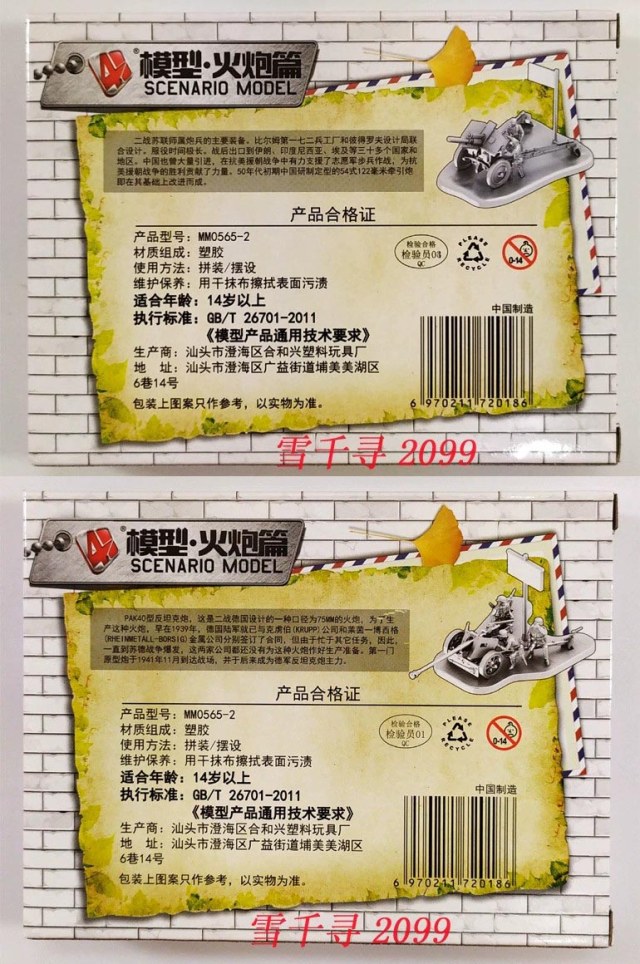 4D
®模型·火炮篇
SCENARIO MODEL
二战苏联师属炮兵的主要装备。比尔姆第一七二兵工厂和彼得罗夫设计局联
合设计。服役时间极长。战后出口到伊朗、印度尼西亚、埃及等三十多个国家和
地区。中国也曾大量引进，在抗美援朝战争中有力支援了志愿军步兵作战，为抗
美援朝战争的胜利贡献了力量。50年代初期中国研制定型的54式122毫米牵引炮
即在其基础上改进而成。
产品合格证
产品型号：MM0565-2
材质组成：塑胶
使用方法：拼装/摆设
维护保养：用干抹布擦拭表面污渍
适合年龄：14岁以上
执行标准：GB/T 26701-2011
《模型产品通用技术要求》
生产商：汕头市澄海区合和兴塑料玩具厂
地 址：汕头市澄海区广益街道埔美美湖区
6巷14号
包装上图案只作参考，以实物为准。
检验合格
检验员03
QC
PLEASE
RECYCLE
0-14
中国制造
6 970211 720186
雪千寻 2099
4D
®模型·火炮篇
SCENARIO MODEL
PAK40型反坦克炮，这是二战德国设计的一种口径为75MM的火炮，为了生
产这种火炮，早在1939年，德国陆军就已与克虏伯(KRUPP)公司和莱茵一博西格
(RHEINMETALL-BORSIG)金属公司分别签订了合同，但由于忙于其它任务，因此，
一直到苏德战争爆发，这两家公司都还没有为这种火炮作好生产准备。第一门
原型炮于1941年11月到达战场，并于后来成为德军反坦克炮主力。
产品合格证
产品型号：MM0565-2
材质组成：塑胶
使用方法：拼装/摆设
维护保养：用干抹布擦拭表面污渍
适合年龄：14岁以上
执行标准：GB/T 26701-2011
《模型产品通用技术要求》
生产商：汕头市澄海区合和兴塑料玩具厂
地 址：汕头市澄海区广益街道埔美美湖区
6巷14号
包装上图案只作参考，以实物为准。
检验合格
检验员01
QC
PLEASE
RECYCLE
0-14
中国制造
6 970211 720186
雪千寻 2099